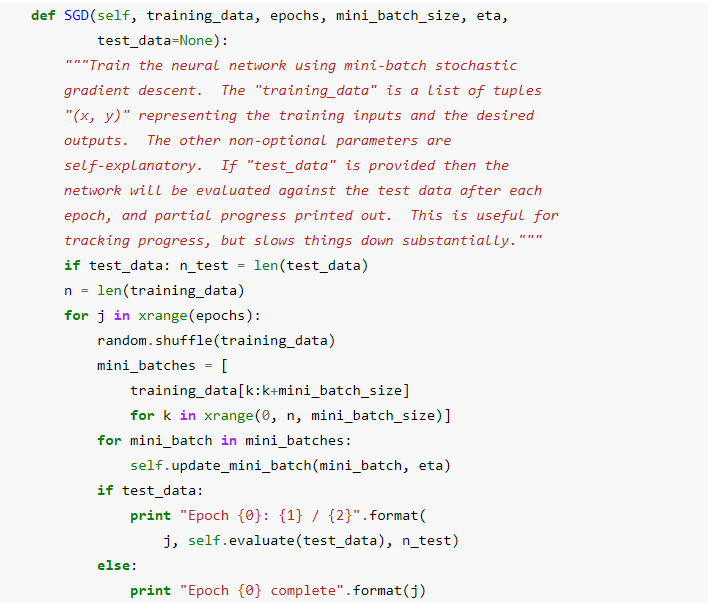 def SGD(self, training_data, epochs, mini_batch_size, eta,
        test_data=None):
    """Train the neural network using mini-batch stochastic
    gradient descent.  The "training_data" is a list of tuples
    "(x, y)" representing the training inputs and the desired
    outputs.  The other non-optional parameters are
    self-explanatory.  If "test_data" is provided then the
    network will be evaluated against the test data after each
    epoch, and partial progress printed out.  This is useful for
    tracking progress, but slows things down substantially."""
    if test_data: n_test = len(test_data)
    n = len(training_data)
    for j in xrange(epochs):
        random.shuffle(training_data)
        mini_batches = [
            training_data[k:k+mini_batch_size]
            for k in xrange(0, n, mini_batch_size)]
        for mini_batch in mini_batches:
            self.update_mini_batch(mini_batch, eta)
        if test_data:
            print "Epoch {0}: {1} / {2}".format(
                j, self.evaluate(test_data), n_test)
        else:
            print "Epoch {0} complete".format(j)